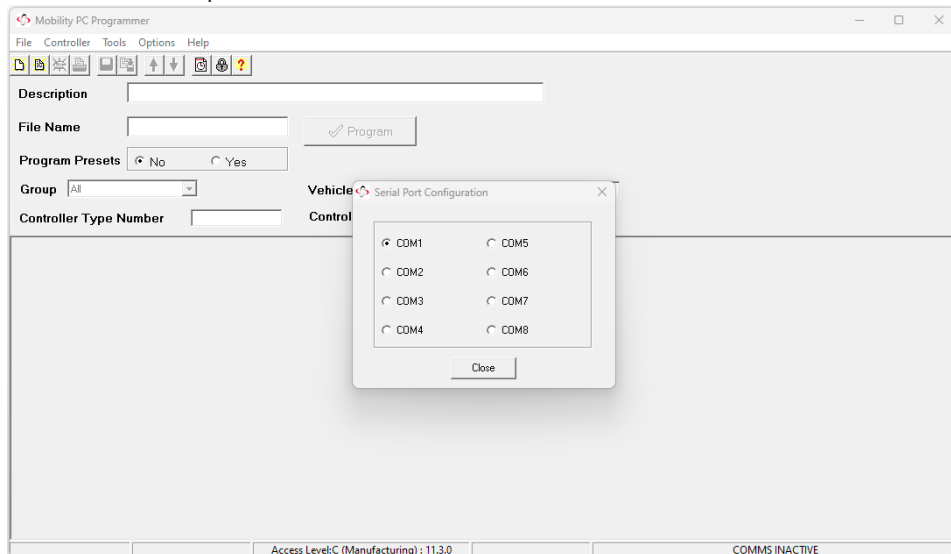 Mobility PC Programmer
File Controller Tools Options Help
Description
File Name
Program
Program Presets No Yes
Group All
Vehicle
Controller Type Number
Control
Serial Port Configuration
COM1 COM5
COM2 COM6
COM3 COM7
COM4 COM8
Close
Access Level:C (Manufacturing) : 11.3.0
COMMS INACTIVE